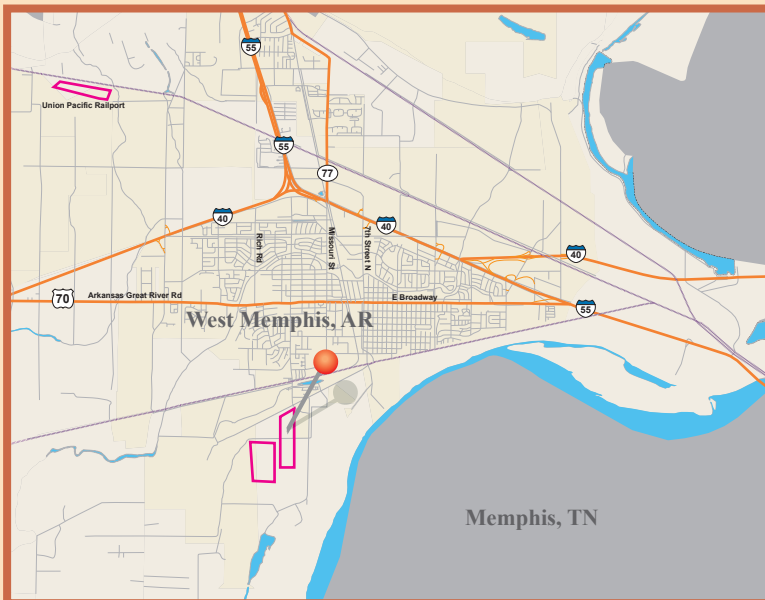 55
Union Pacific Railport
55
77
40
40
Rich Rd
Missouri St
7th Street N
40
70
Arkansas Great River Rd
E Broadway
55
West Memphis, AR
Memphis, TN